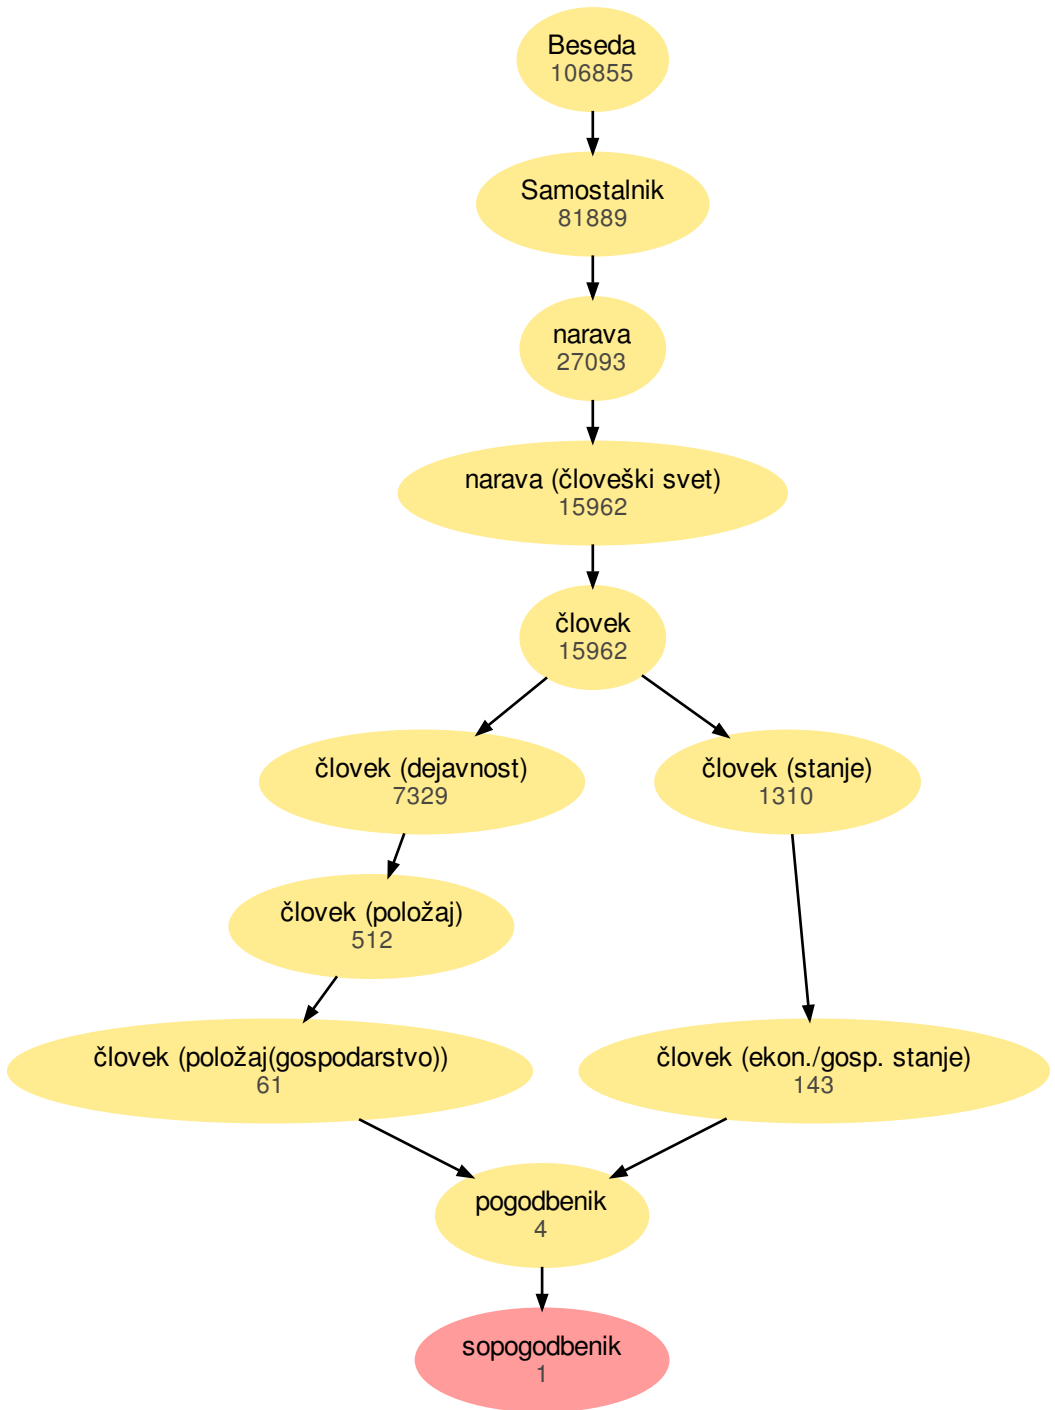 Beseda
106855
Samostalnik
81889
narava
27093
narava (človeški svet)
15962
človek
15962
človek (dejavnost)
7329
človek (stanje)
1310
človek (položaj)
512
človek (položaj(gospodarstvo))
61
človek (ekon./gosp. stanje)
143
pogodbenik
4
sopogodbenik
1